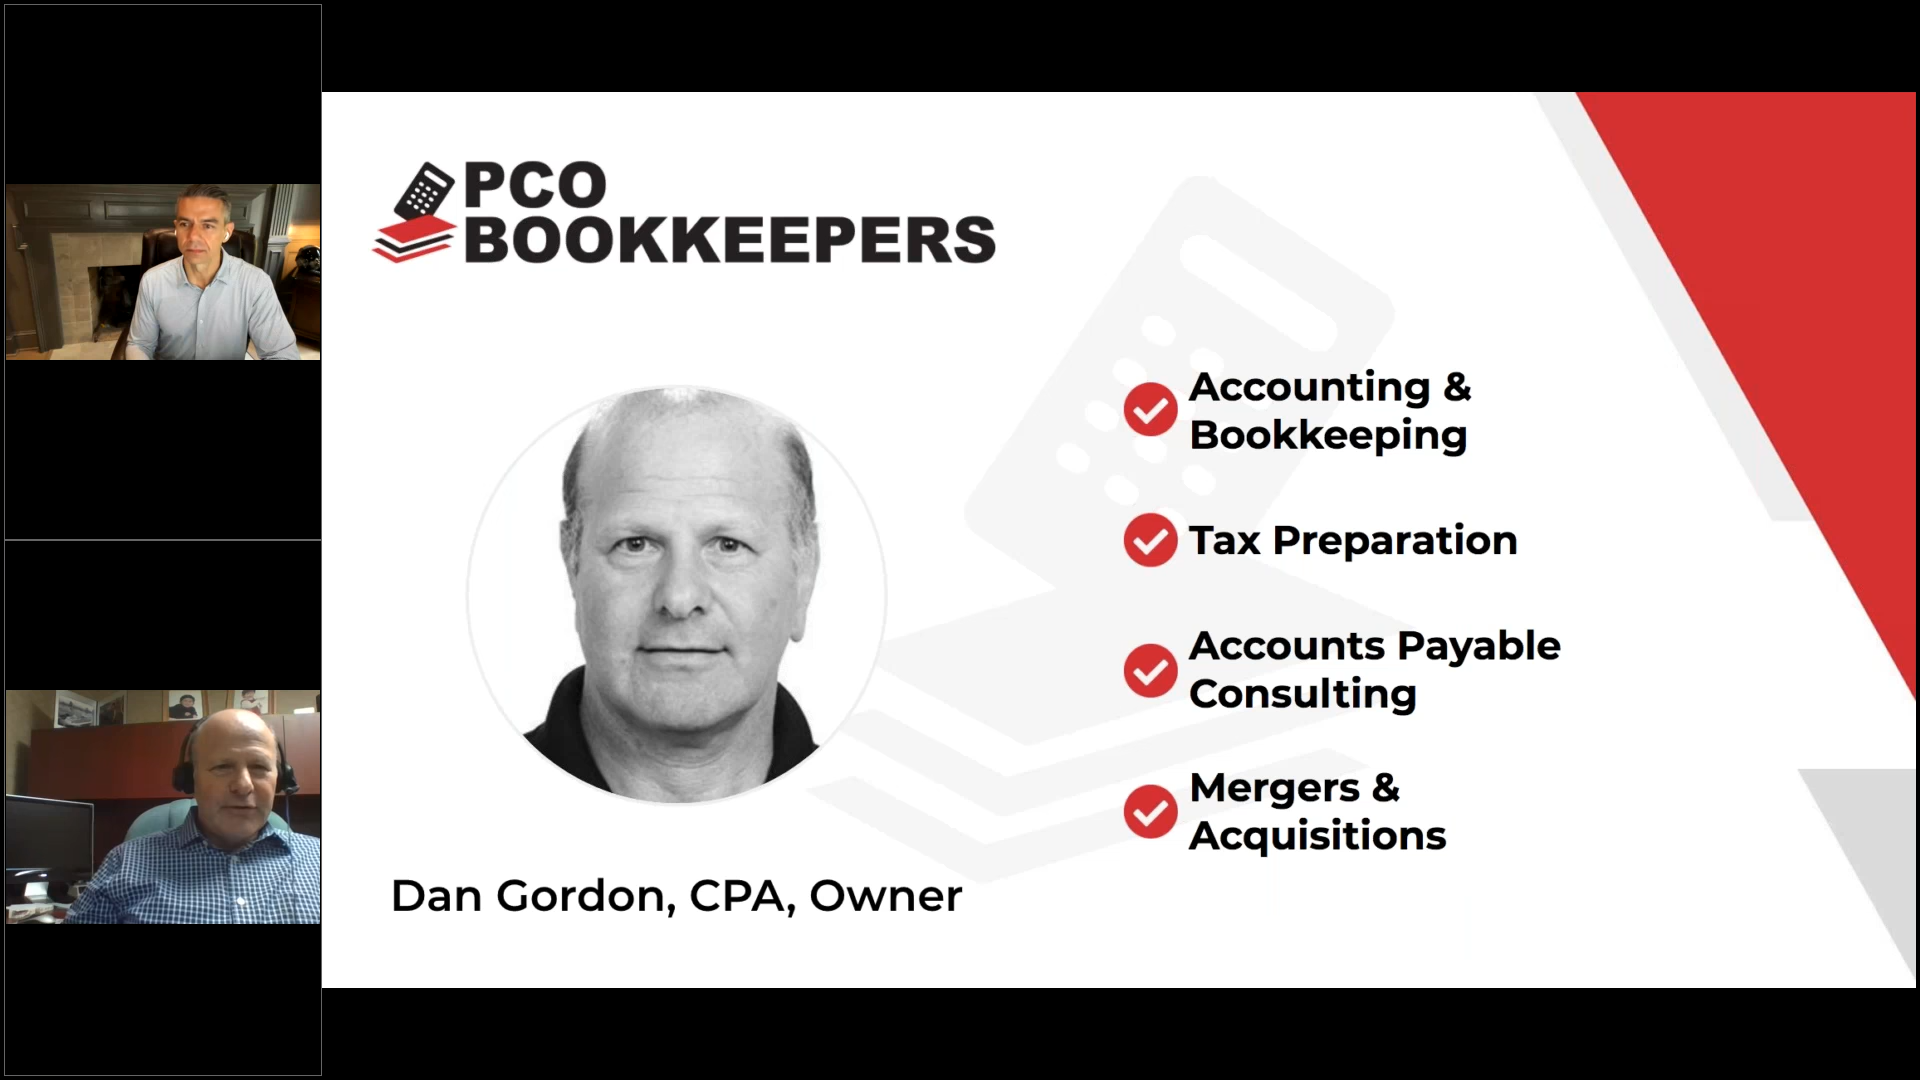 PCO
BOOKKEEPERS
Accounting &
Bookkeeping
Tax Preparation
Accounts Payable
Consulting
Mergers &
Acquisitions
Dan Gordon, CPA, Owner